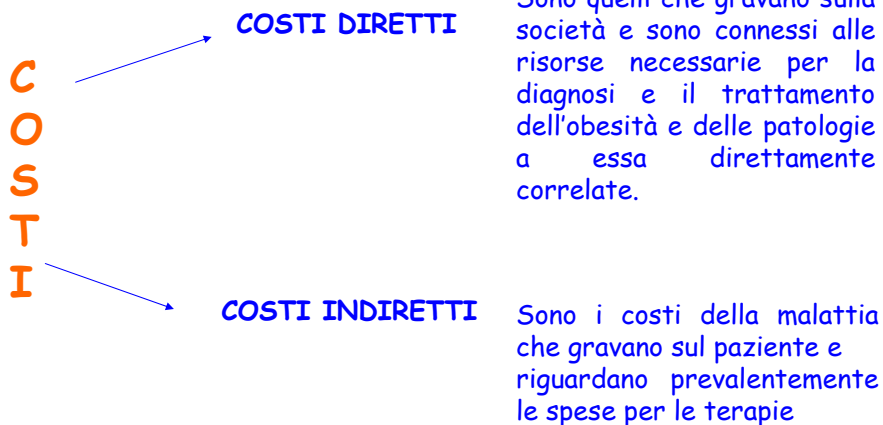 COSTI
COSTI DIRETTI
Sono quelli che gravano sulla
società e sono connessi alle
risorse necessarie per la
diagnosi e il trattamento
dell'obesità e delle patologie
a essa direttamente
correlate.
COSTI INDIRETTI
Sono i costi della malattia
che gravano sul paziente e
riguardano prevalentemente
le spese per le terapie